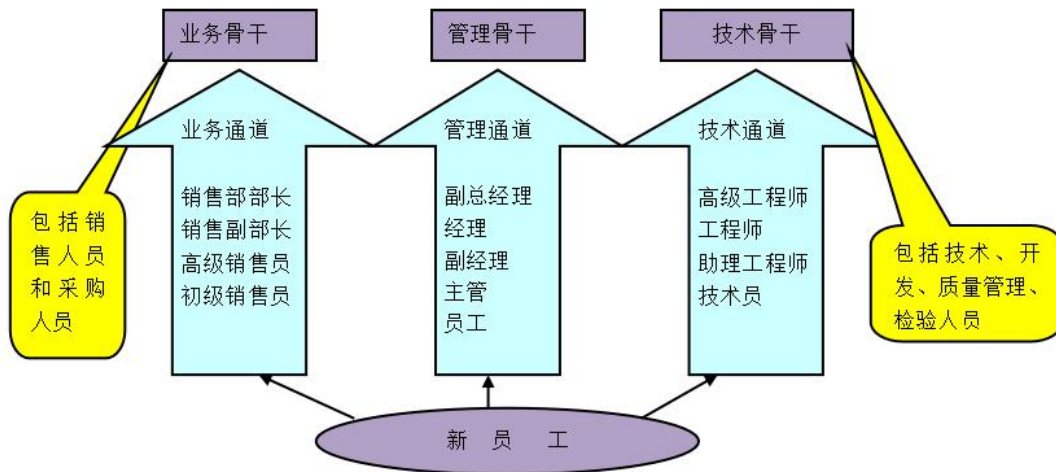 业务骨干
管理骨干
技术骨干
业务通道
销售部部长
销售副部长
高级销售员
初级销售员
管理通道
副总经理
经理
副经理
主管
员工
技术通道
高级工程师
工程师
助理工程师
技术员
包括销
售人员
和采购
人员
包括技术、开
发、质量管理、
检验人员
新 员 工